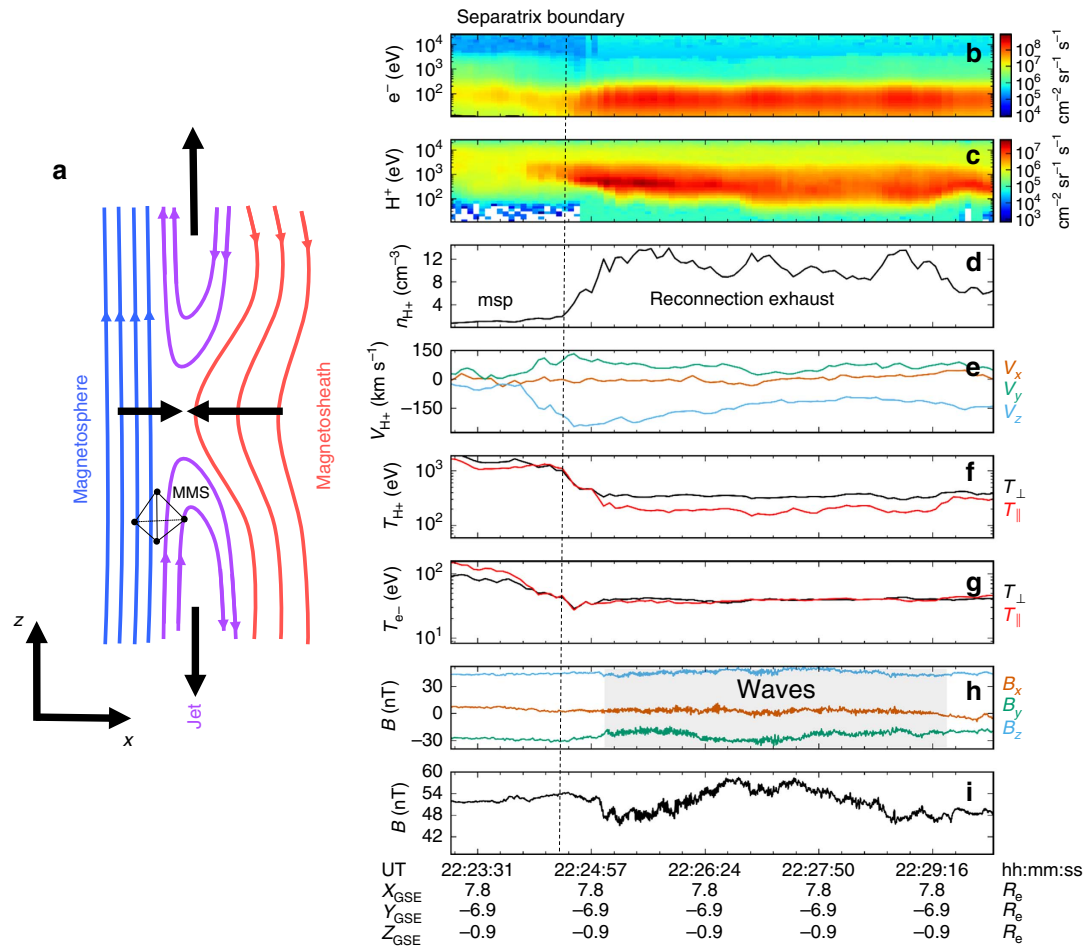 Separatrix boundary
a
Magnetosphere
Magnetosheath
MMS
Jet
z
x
b
e⁻ (eV)
10⁴
10³
10²
10⁸
10⁷
10⁶
10⁵
10⁴
cm⁻² sr⁻¹ s⁻¹
c
H⁺ (eV)
10⁴
10³
10²
10⁷
10⁶
10⁵
10⁴
10³
cm⁻² sr⁻¹ s⁻¹
d
n_H+ (cm⁻³)
12
8
4
msp
Reconnection exhaust
e
V_H+ (km s⁻¹)
150
0
−150
V_x
V_y
V_z
f
T_H+ (eV)
10³
10²
T_⊥
T_∥
g
T_e− (eV)
10²
10¹
T_⊥
T_∥
h
B (nT)
30
0
−30
Waves
B_x
B_y
B_z
i
B (nT)
60
54
48
42
UT 22:23:31 22:24:57 22:26:24 22:27:50 22:29:16 hh:mm:ss
X_GSE 7.8 7.8 7.8 7.8 7.8 R_e
Y_GSE −6.9 −6.9 −6.9 −6.9 −6.9 R_e
Z_GSE −0.9 −0.9 −0.9 −0.9 −0.9 R_e